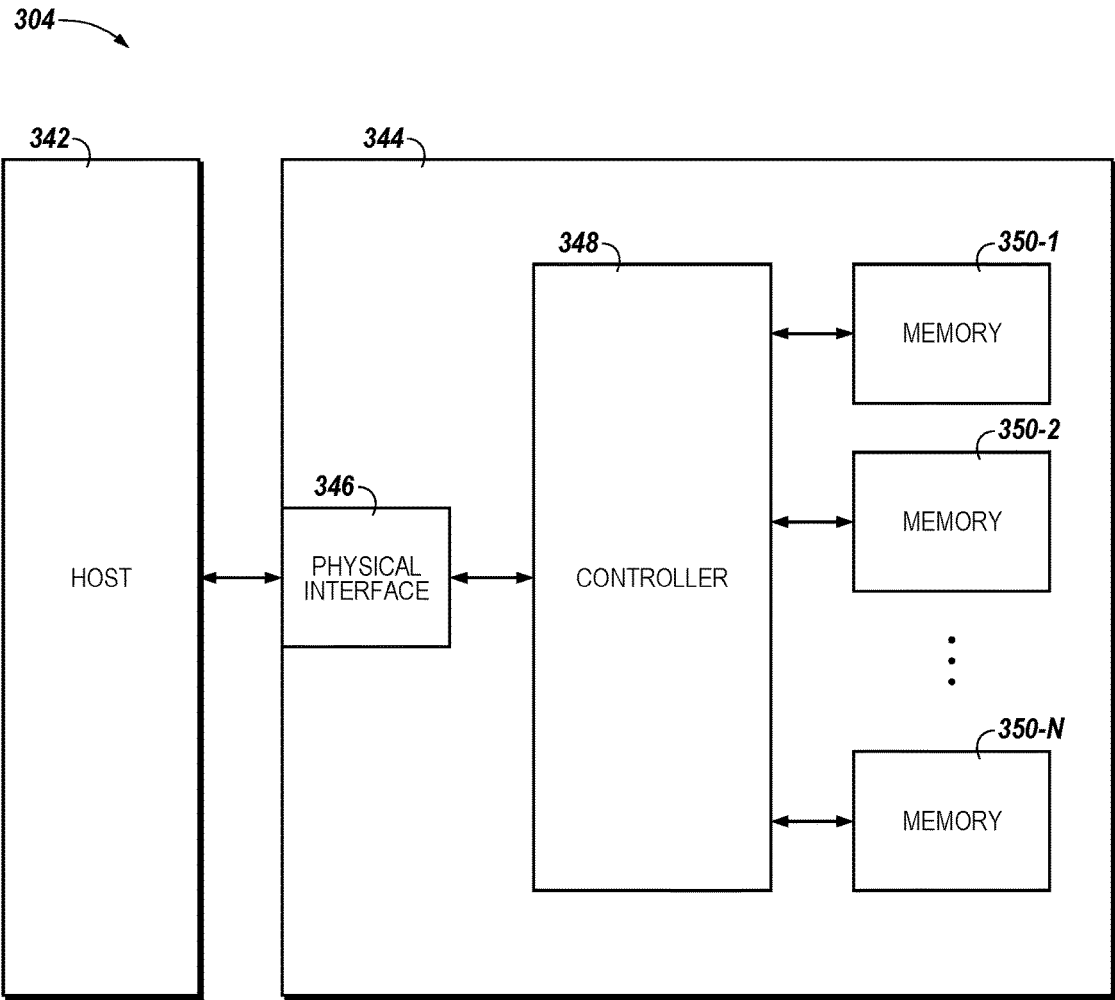 304
342
344
348
350-1
MEMORY
350-2
MEMORY
346
HOST
PHYSICAL
INTERFACE
CONTROLLER
350-N
MEMORY